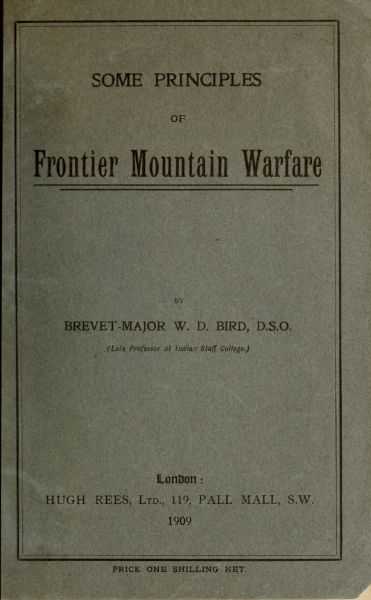 SOME PRINCIPLES
OF
Frontier Mountain Warfare
BY
BREVET-MAJOR W. D. BIRD, D.S.O.
(Late Professor at Indian Staff College.)
London:
HUGH REES, LTD., 119, PALL MALL, S.W.
1909
PRICE ONE SHILLING NET.